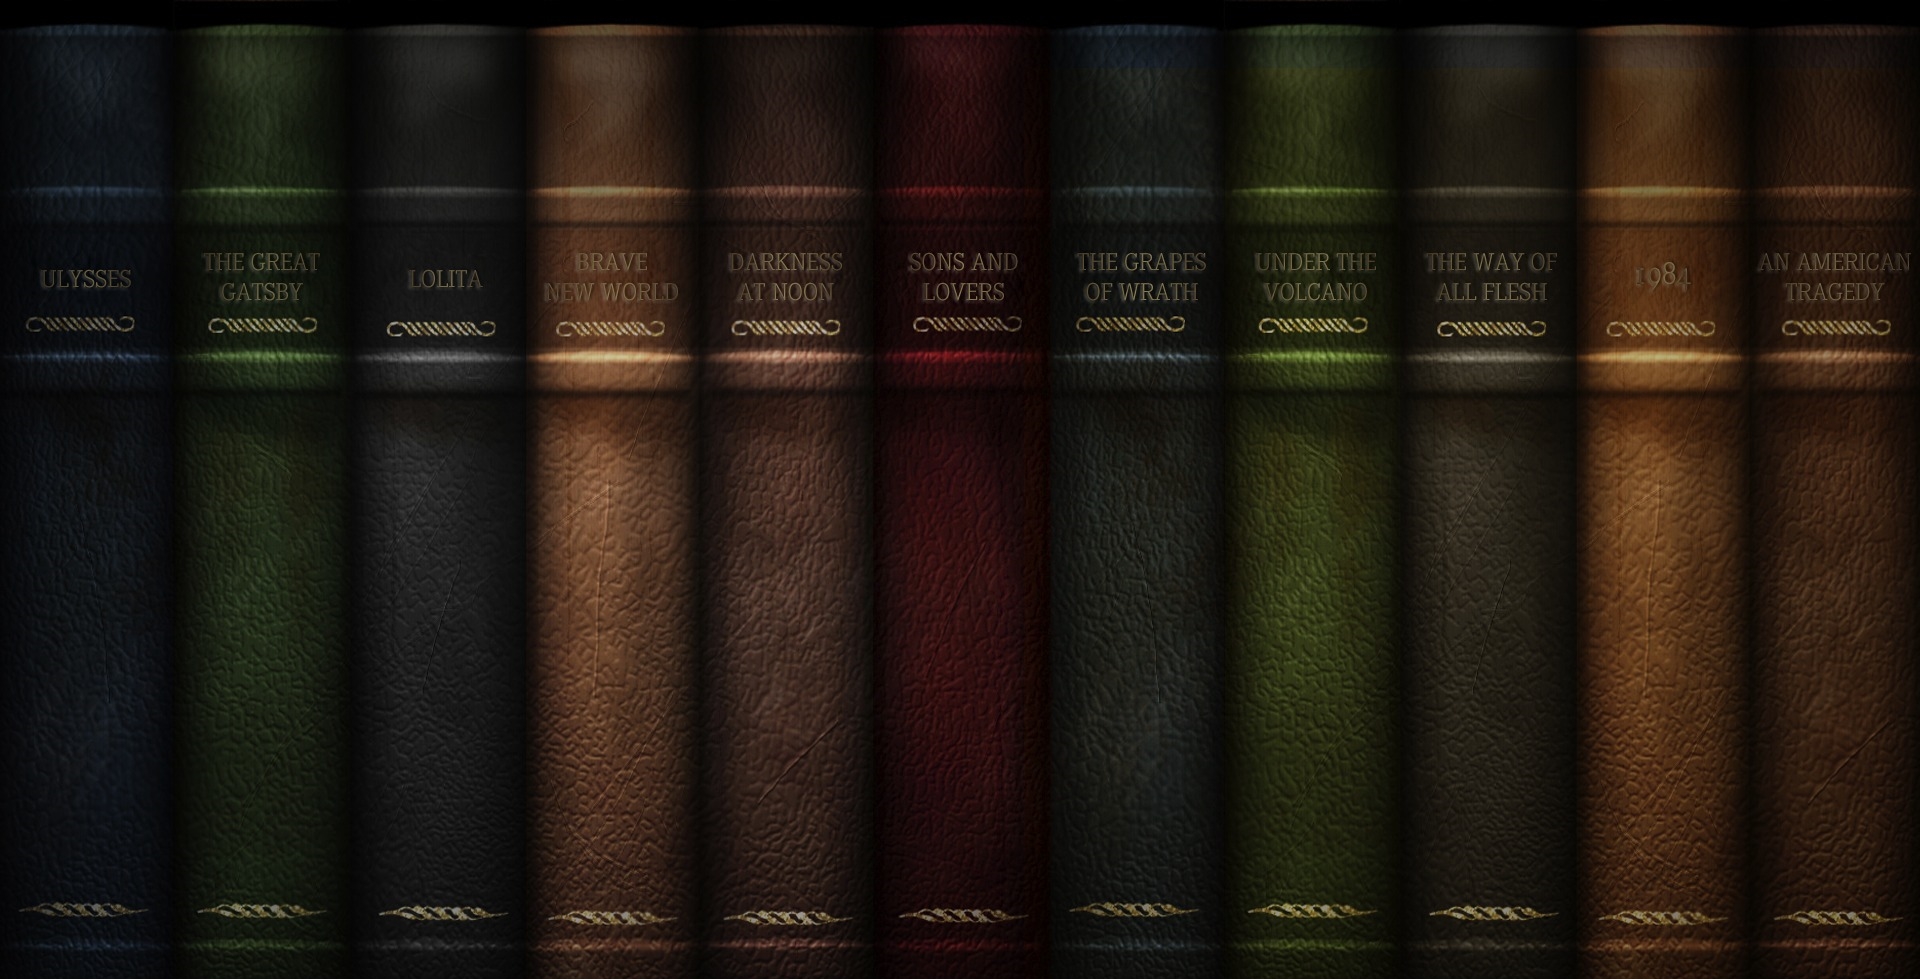 ULYSSES
THE GREAT
GATSBY
LOLITA
BRAVE
NEW WORLD
DARKNESS
AT NOON
SONS AND
LOVERS
THE GRAPES
OF WRATH
UNDER THE
VOLCANO
THE WAY OF
ALL FLESH
1984
AN AMERICAN
TRAGEDY